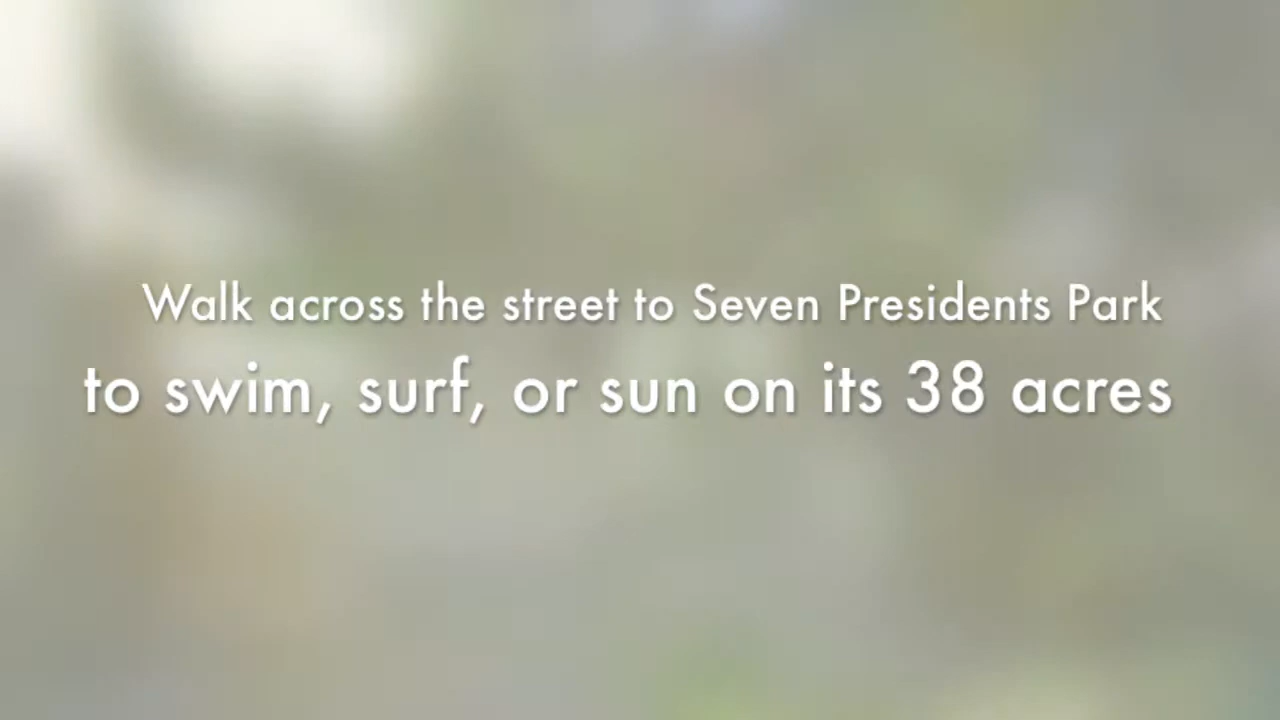 Walk across the street to Seven Presidents Park
to swim, surf, or sun on its 38 acres